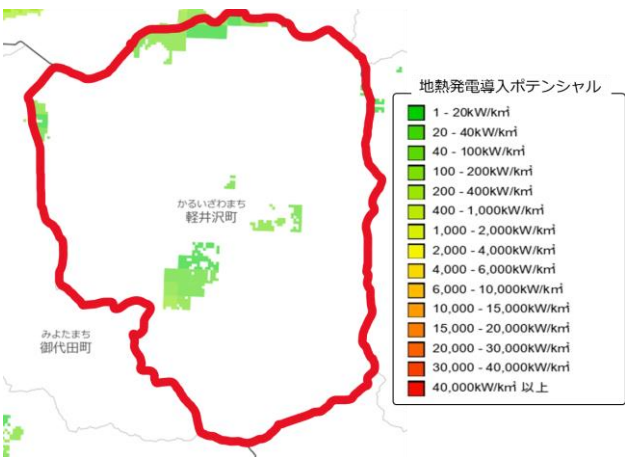 かるいざわまち
軽井沢町
みよたまち
御代田町
地熱発電導入ポテンシャル
1 - 20kW/k㎡
20 - 40kW/k㎡
40 - 100kW/k㎡
100 - 200kW/k㎡
200 - 400kW/k㎡
400 - 1,000kW/k㎡
1,000 - 2,000kW/k㎡
2,000 - 4,000kW/k㎡
4,000 - 6,000kW/k㎡
6,000 - 10,000kW/k㎡
10,000 - 15,000kW/k㎡
15,000 - 20,000kW/k㎡
20,000 - 30,000kW/k㎡
30,000 - 40,000kW/k㎡
40,000kW/k㎡ 以上